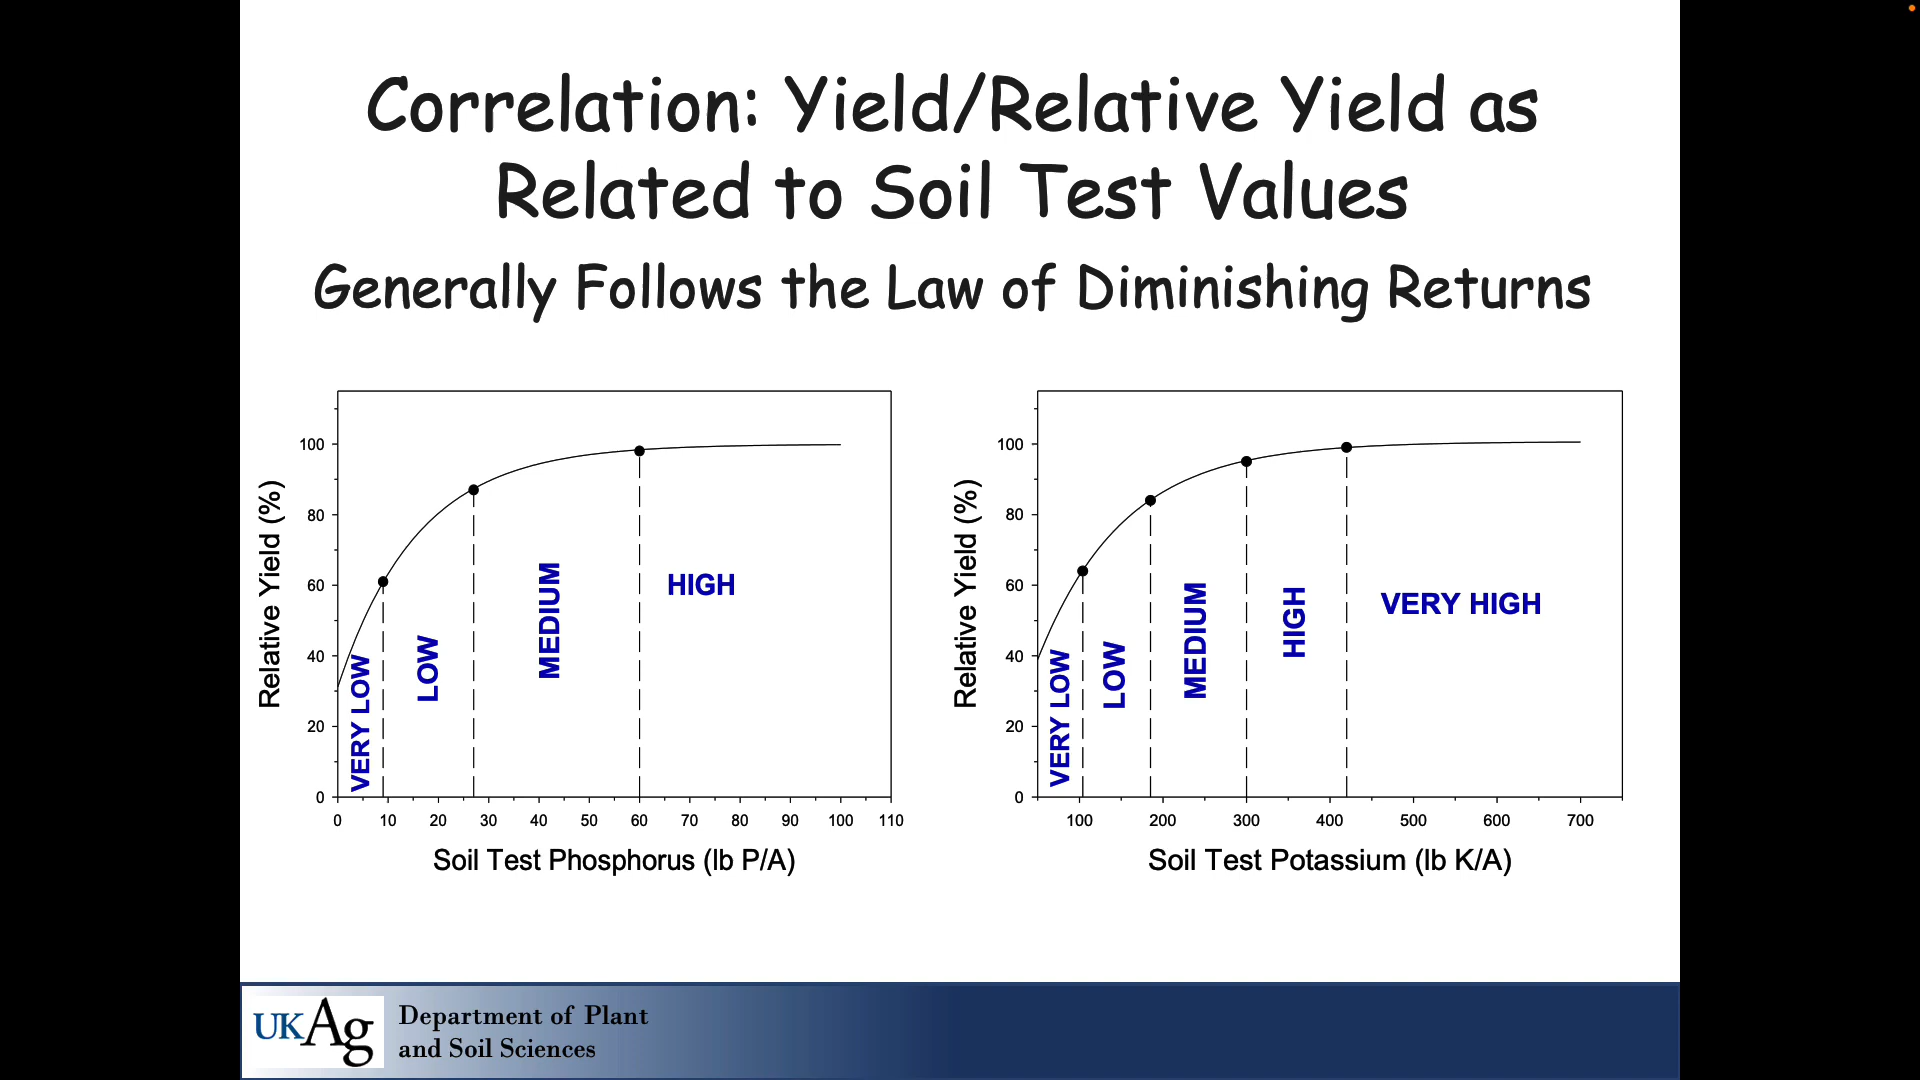 Correlation: Yield/Relative Yield as
Related to Soil Test Values
Generally Follows the Law of Diminishing Returns
Relative Yield (%)
100
80
60
40
20
0
VERY LOW
LOW
MEDIUM
HIGH
0 10 20 30 40 50 60 70 80 90 100 110
Soil Test Phosphorus (lb P/A)
Relative Yield (%)
100
80
60
40
20
0
VERY LOW
LOW
MEDIUM
HIGH
VERY HIGH
100 200 300 400 500 600 700
Soil Test Potassium (lb K/A)
UKAg
Department of Plant
and Soil Sciences